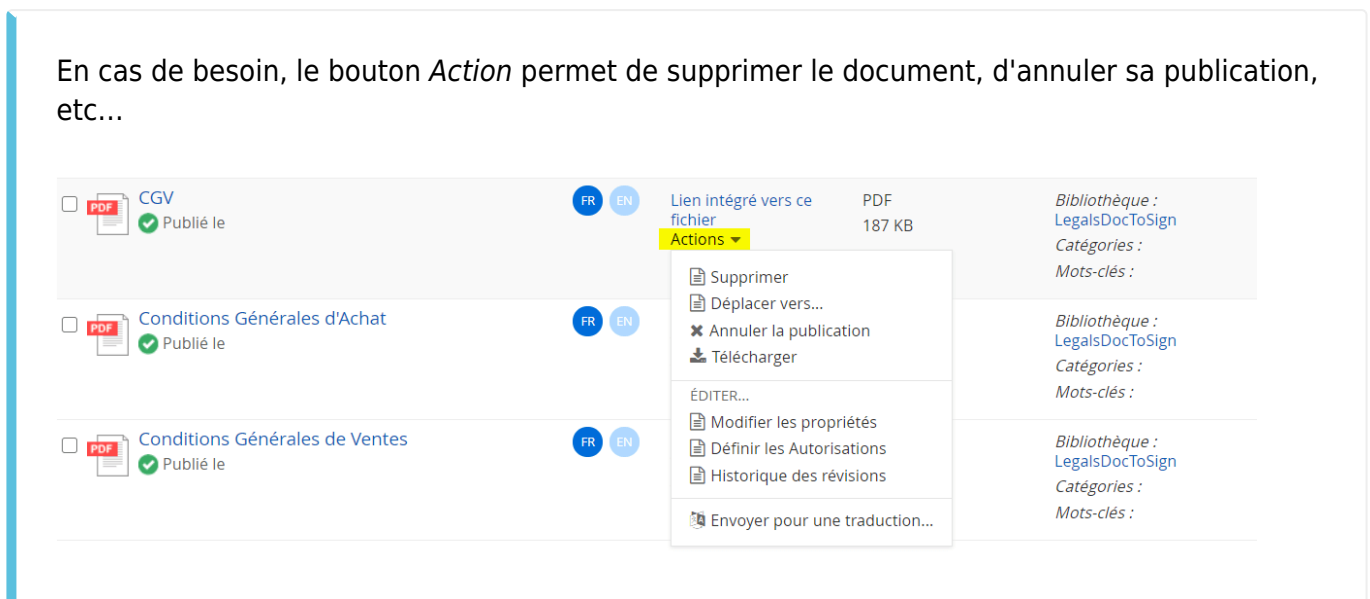 En cas de besoin, le bouton Action permet de supprimer le document, d'annuler sa publication,
etc...
PDF
CGV
Publié le
FR
EN
Lien intégré vers ce
fichier
Actions
PDF
187 KB
Bibliothèque :
LegalsDocToSign
Catégories :
Mots-clés :
Supprimer
Déplacer vers...
Annuler la publication
Télécharger
ÉDITER...
Modifier les propriétés
Définir les Autorisations
Historique des révisions
Envoyer pour une traduction...
PDF
Conditions Générales d'Achat
Publié le
FR
EN
Bibliothèque :
LegalsDocToSign
Catégories :
Mots-clés :
PDF
Conditions Générales de Ventes
Publié le
FR
EN
Bibliothèque :
LegalsDocToSign
Catégories :
Mots-clés :